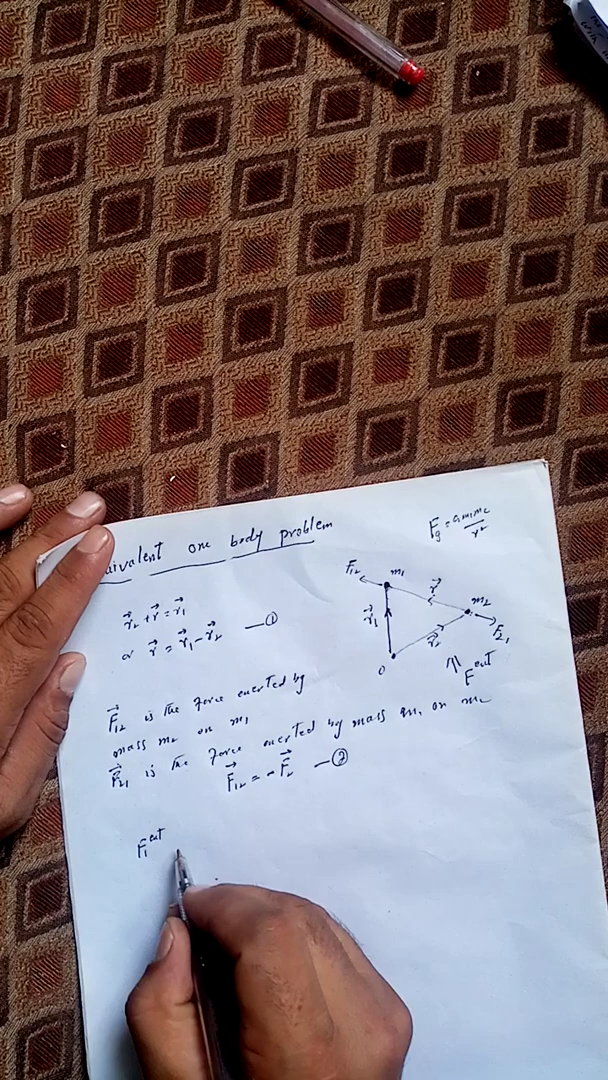 uivalent one body problem
F_g = G m₁ m₂ / r²
r⃗₂ + r⃗ = r⃗₁
or r⃗ = r⃗₁ - r⃗₂ —①
F₁₂ m₁ r⃗ m₂ F₂₁
r⃗₁ r⃗₂ O F^ext
F⃗₁₂ is the force exerted by
mass m₂ on m₁
F⃗₂₁ is the force exerted by mass m₁ on m₂
F⃗₁₂ = - F⃗₂ —②
F₁^ext